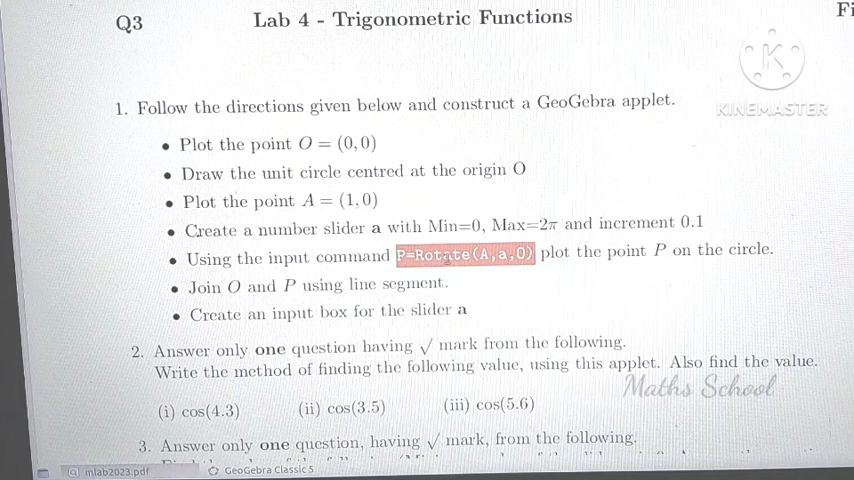 Q3
Lab 4 - Trigonometric Functions
Fi
K
KINEMASTER
1. Follow the directions given below and construct a GeoGebra applet.
• Plot the point O = (0,0)
• Draw the unit circle centred at the origin O
• Plot the point A = (1,0)
• Create a number slider a with Min=0, Max=2π and increment 0.1
• Using the input command P=Rotate(A,a,O) plot the point P on the circle.
• Join O and P using line segment.
• Create an input box for the slider a
2. Answer only one question having √ mark from the following.
Write the method of finding the following value, using this applet. Also find the value.
Maths School
(i) cos(4.3) (ii) cos(3.5) (iii) cos(5.6)
3. Answer only one question, having √ mark, from the following.
mlab2023.pdf
GeoGebra Classic 5